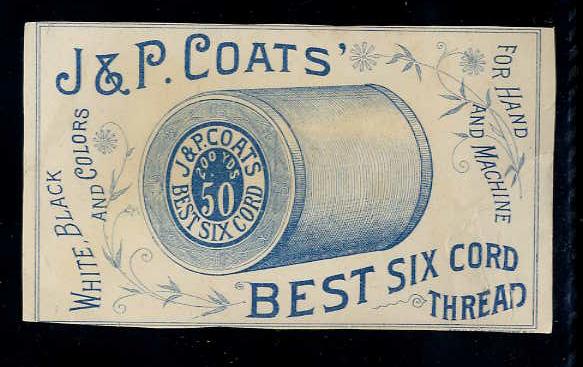 J & P. COATS'
FOR HAND
AND MACHINE
WHITE, BLACK
AND COLORS
J&P. COATS
200 YDS
50
BEST SIX CORD
BEST SIX CORD
THREAD